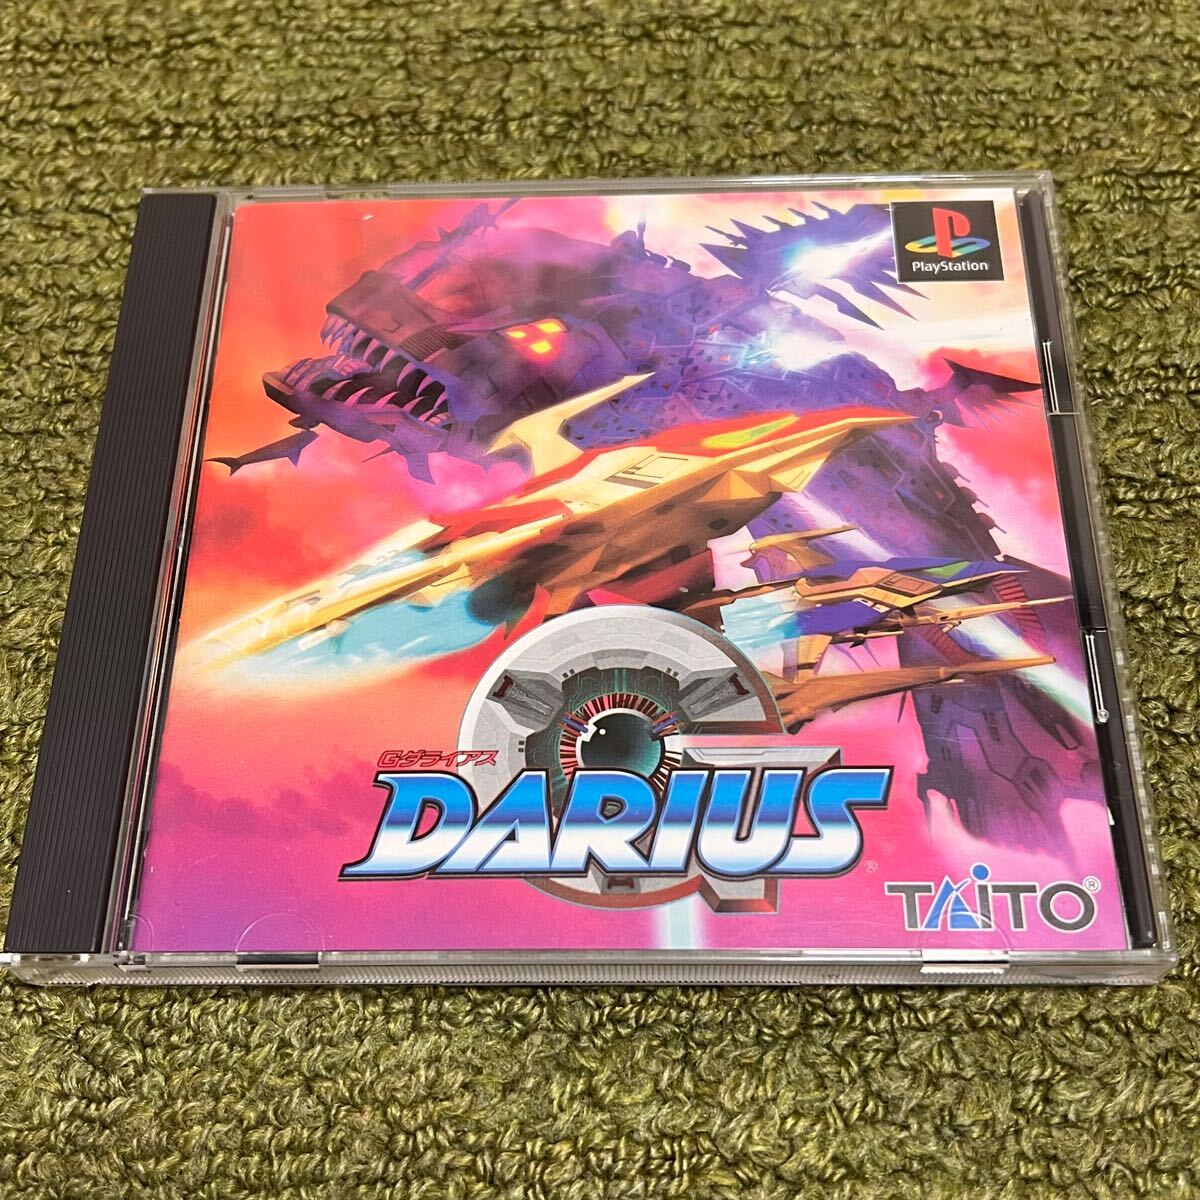 PlayStation
Gダライアス
DARIUS®
TAITO®